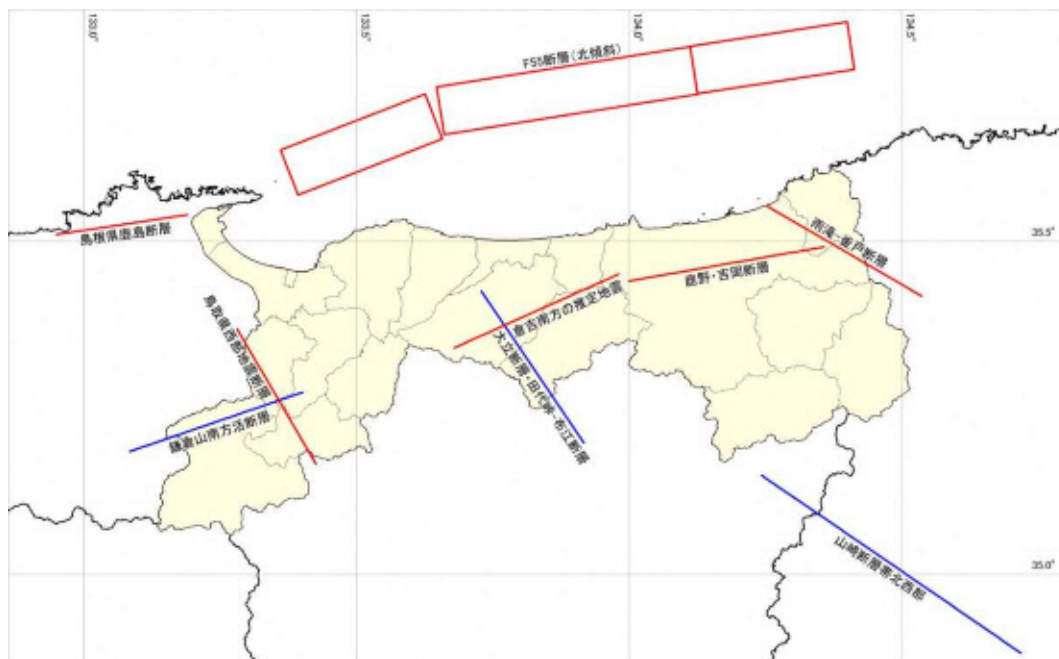 133.0°
133.5°
134.0°
134.5°
F55断層（北傾斜）
島根県鹿島断層
雨滝-釜戸断層
35.5°
鹿野・吉岡断層
倉吉南方の推定地震
鳥取県西部地震断層
大立断層・田代峠-布江断層
鎌倉山南方活断層
山崎断層帯北西部
35.0°